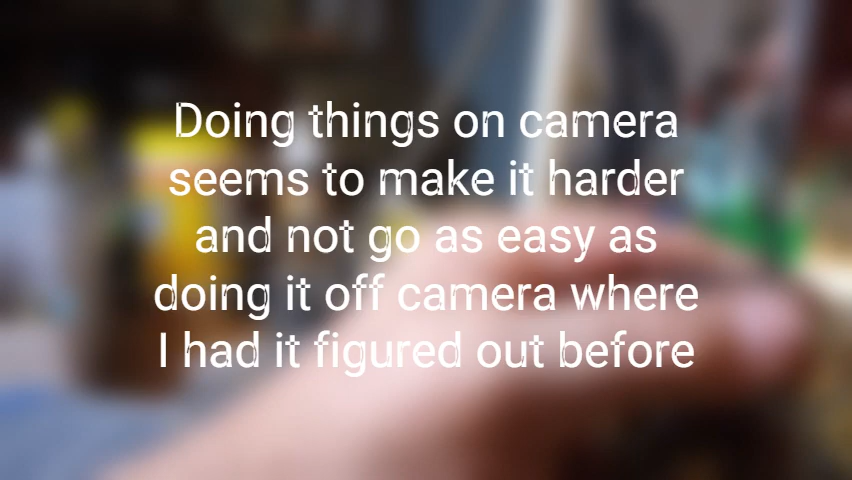 Doing things on camera
seems to make it harder
and not go as easy as
doing it off camera where
I had it figured out before